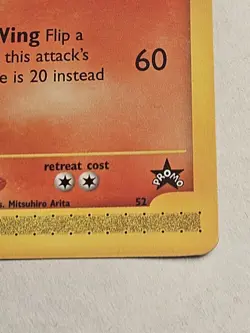 Wing Flip a
this attack's
e is 20 instead
60
retreat cost
PROMO
s. Mitsuhiro Arita
52